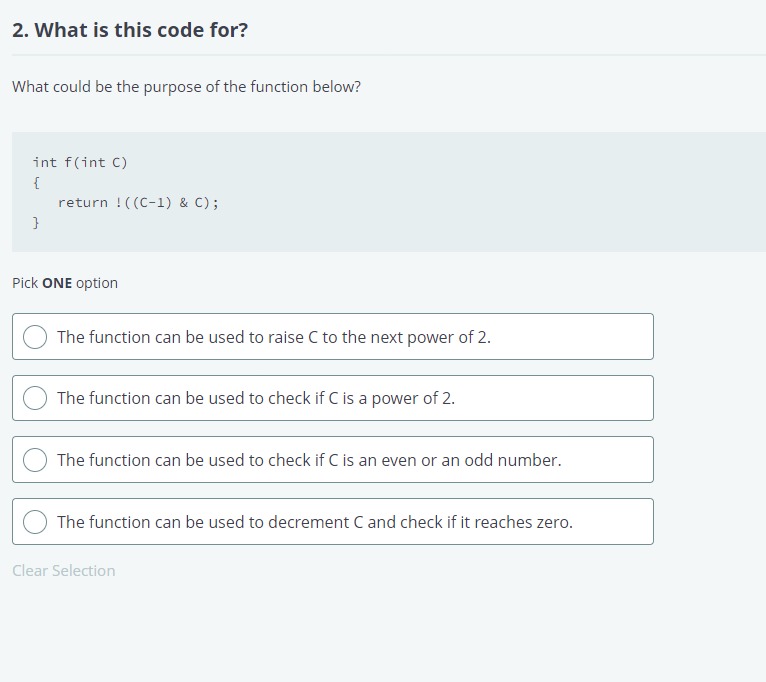 2. What is this code for?
What could be the purpose of the function below?
int f(int C)
{
return !((C-1) & C);
}
Pick ONE option
The function can be used to raise C to the next power of 2.
The function can be used to check if C is a power of 2.
The function can be used to check if C is an even or an odd number.
The function can be used to decrement C and check if it reaches zero.
Clear Selection